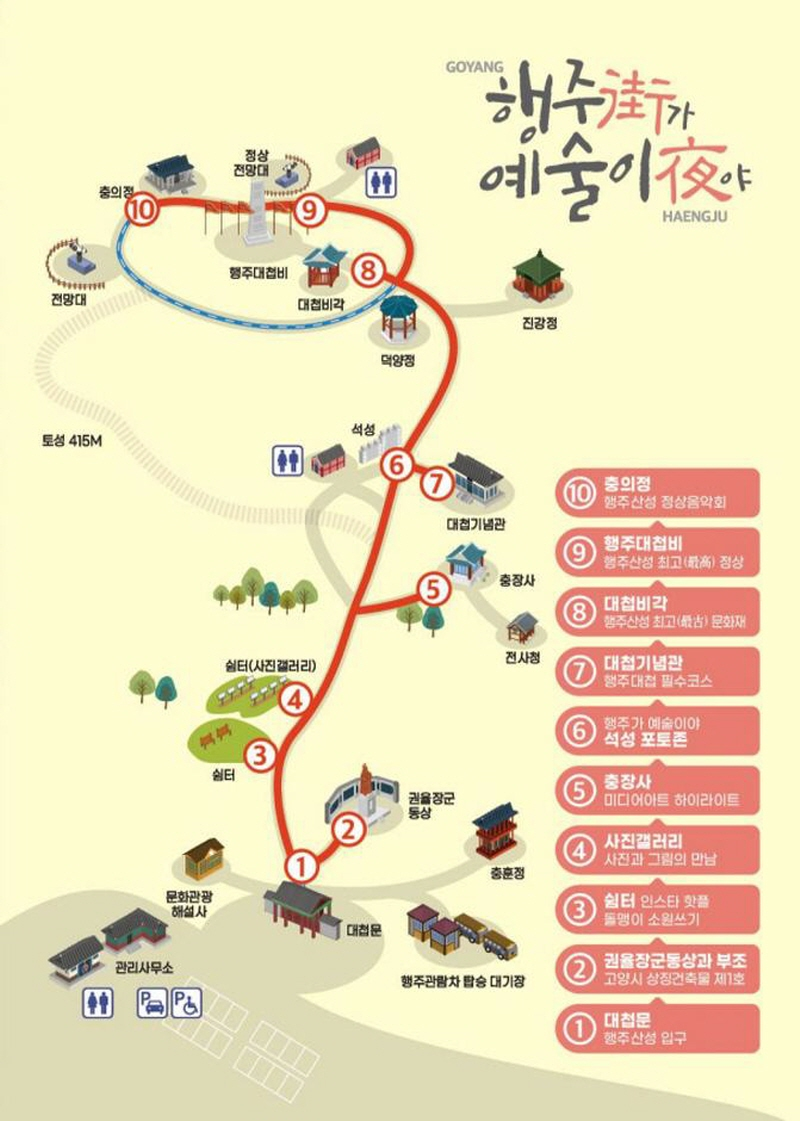 GOYANG
행주街가
예술이夜야
HAENGJU
정상
전망대
충의정
10
9
전망대
행주대첩비
8
대첩비각
진강정
덕양정
토성 415M
석성
6
7
대첩기념관
5
충장사
전사청
쉼터(사진갤러리)
4
3
쉼터
권율장군
동상
2
1
충훈정
문화관광
해설사
대첩문
관리사무소
행주관람차 탑승 대기장
P
P
10 충의정
행주산성 정상음악회
9 행주대첩비
행주산성 최고(最高) 정상
8 대첩비각
행주산성 최고(最古) 문화재
7 대첩기념관
행주대첩 필수코스
6 행주가 예술이야
석성 포토존
5 충장사
미디어아트 하이라이트
4 사진갤러리
사진과 그림의 만남
3 쉼터 인스타 핫플
돌맹이 소원쓰기
2 권율장군동상과 부조
고양시 상징건축물 제1호
1 대첩문
행주산성 입구